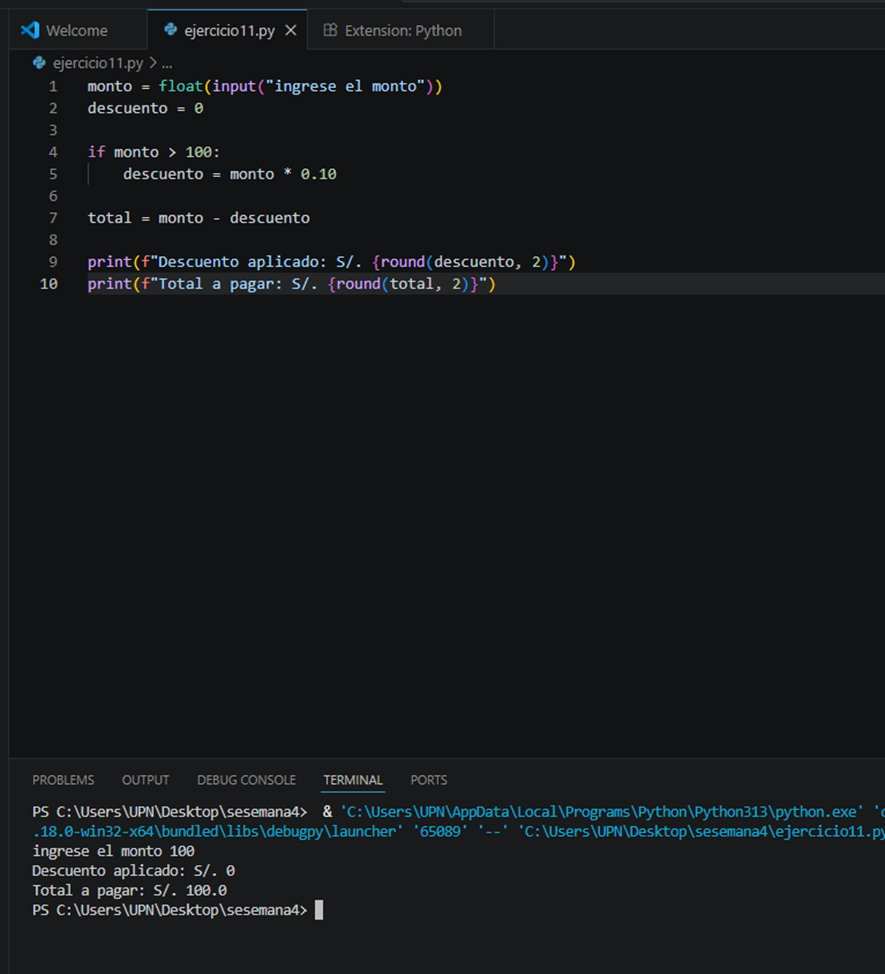 Welcome ejercicio11.py Extension: Python
ejercicio11.py > ...
1 monto = float(input("ingrese el monto"))
2 descuento = 0
3
4 if monto > 100:
5     descuento = monto * 0.10
6
7 total = monto - descuento
8
9 print(f"Descuento aplicado: S/. {round(descuento, 2)}")
10 print(f"Total a pagar: S/. {round(total, 2)}")
PROBLEMS OUTPUT DEBUG CONSOLE TERMINAL PORTS
PS C:\Users\UPN\Desktop\sesemana4> & 'C:\Users\UPN\AppData\Local\Programs\Python\Python313\python.exe' 'c
.18.0-win32-x64\bundled\libs\debugpy\launcher' '65089' '--' 'C:\Users\UPN\Desktop\sesemana4\ejercicio11.py
ingrese el monto 100
Descuento aplicado: S/. 0
Total a pagar: S/. 100.0
PS C:\Users\UPN\Desktop\sesemana4>